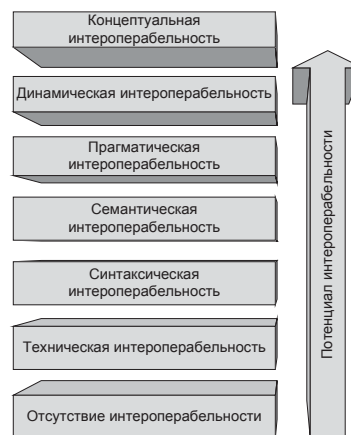 Концептуальная
интероперабельность
Динамическая интероперабельность
Прагматическая
интероперабельность
Семантическая
интероперабельность
Синтаксическая
интероперабельность
Техническая интероперабельность
Отсутствие интероперабельности
Потенциал интероперабельности